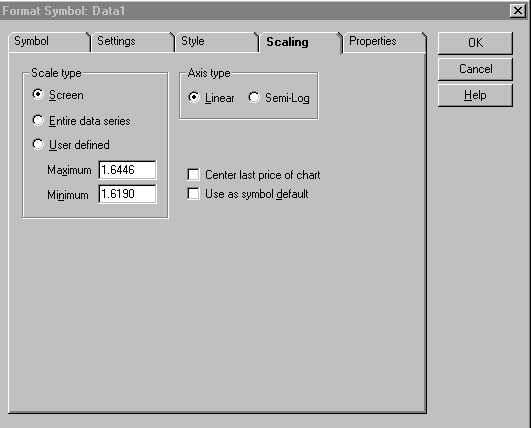 Format Symbol: Data1
Symbol Settings Style Scaling Properties
OK
Cancel
Help
Scale type
Screen
Entire data series
User defined
Maximum 1.6446
Minimum 1.6190
Axis type
Linear Semi-Log
Center last price of chart
Use as symbol default